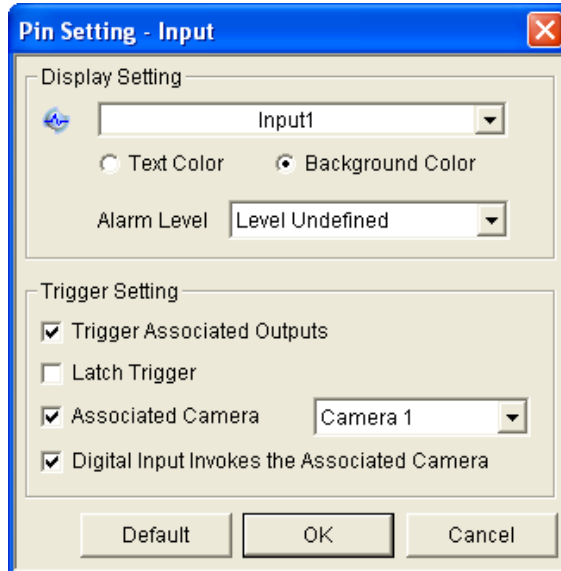 Pin Setting - Input
Display Setting
Input1
Text Color Background Color
Alarm Level Level Undefined
Trigger Setting
Trigger Associated Outputs
Latch Trigger
Associated Camera Camera 1
Digital Input Invokes the Associated Camera
Default OK Cancel